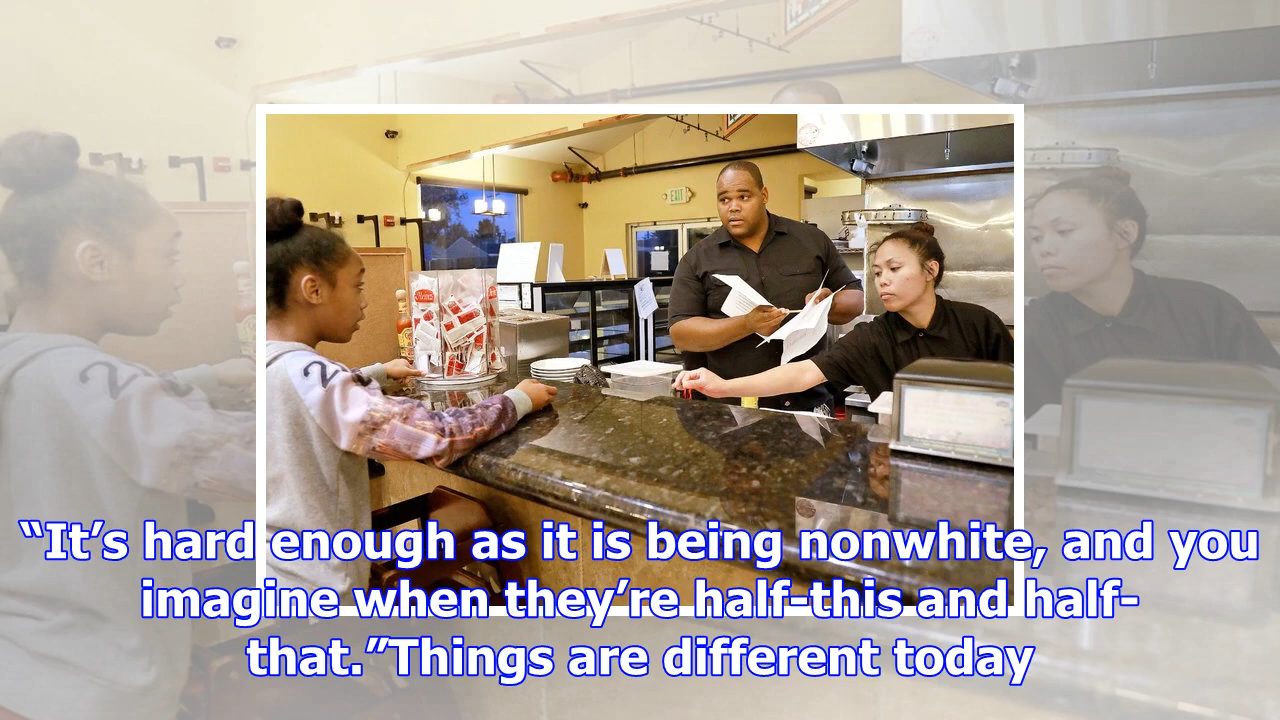 EXIT
“It’s hard enough as it is being nonwhite, and you
imagine when they’re half-this and half-
that.”Things are different today